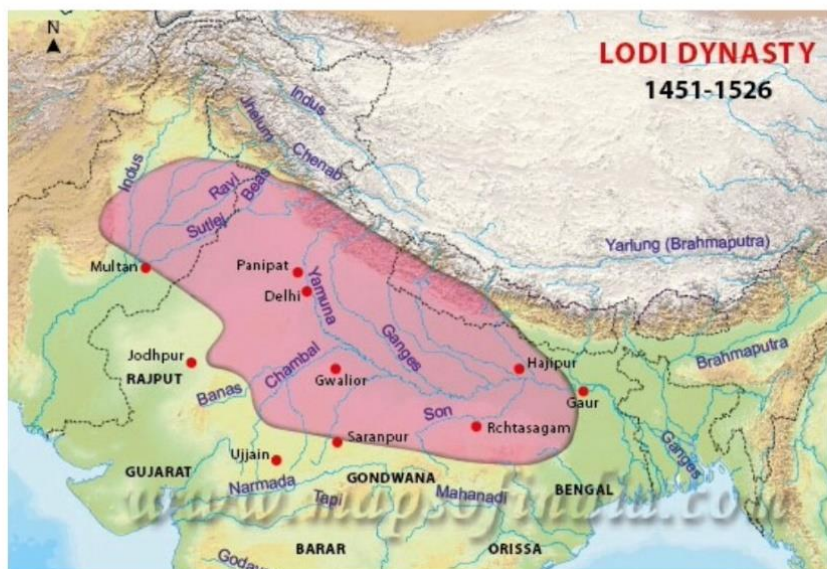 N
LODI DYNASTY
1451-1526
Indus
Jhelum
Chenab
Indus
Ravi
Beas
Sutlej
Yarlung (Brahmaputra)
Multan
Panipat
Delhi
Yamuna
Ganges
Jodhpur
RAJPUT
Chambal
Banas
Gwalior
Hajipur
Brahmaputra
Gaur
Son
Rchtasagam
Saranpur
Ujjain
Ganges
GUJARAT
Narmada
GONDWANA
Mahanadi
BENGAL
Tapi
www.mapsofindia.com
BARAR
ORISSA